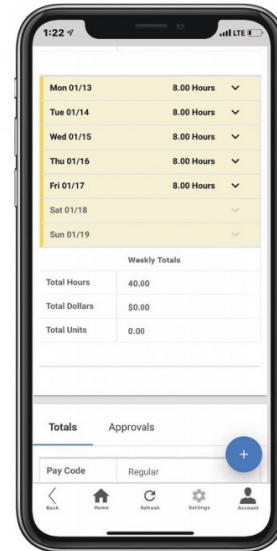 1:22 LTE
Mon 01/13 8.00 Hours
Tue 01/14 8.00 Hours
Wed 01/15 8.00 Hours
Thu 01/16 8.00 Hours
Fri 01/17 8.00 Hours
Sat 01/18
Sun 01/19
Weekly Totals
Total Hours 40.00
Total Dollars $0.00
Total Units 0.00
Totals Approvals
+
Pay Code Regular
Back Home Refresh Settings Account